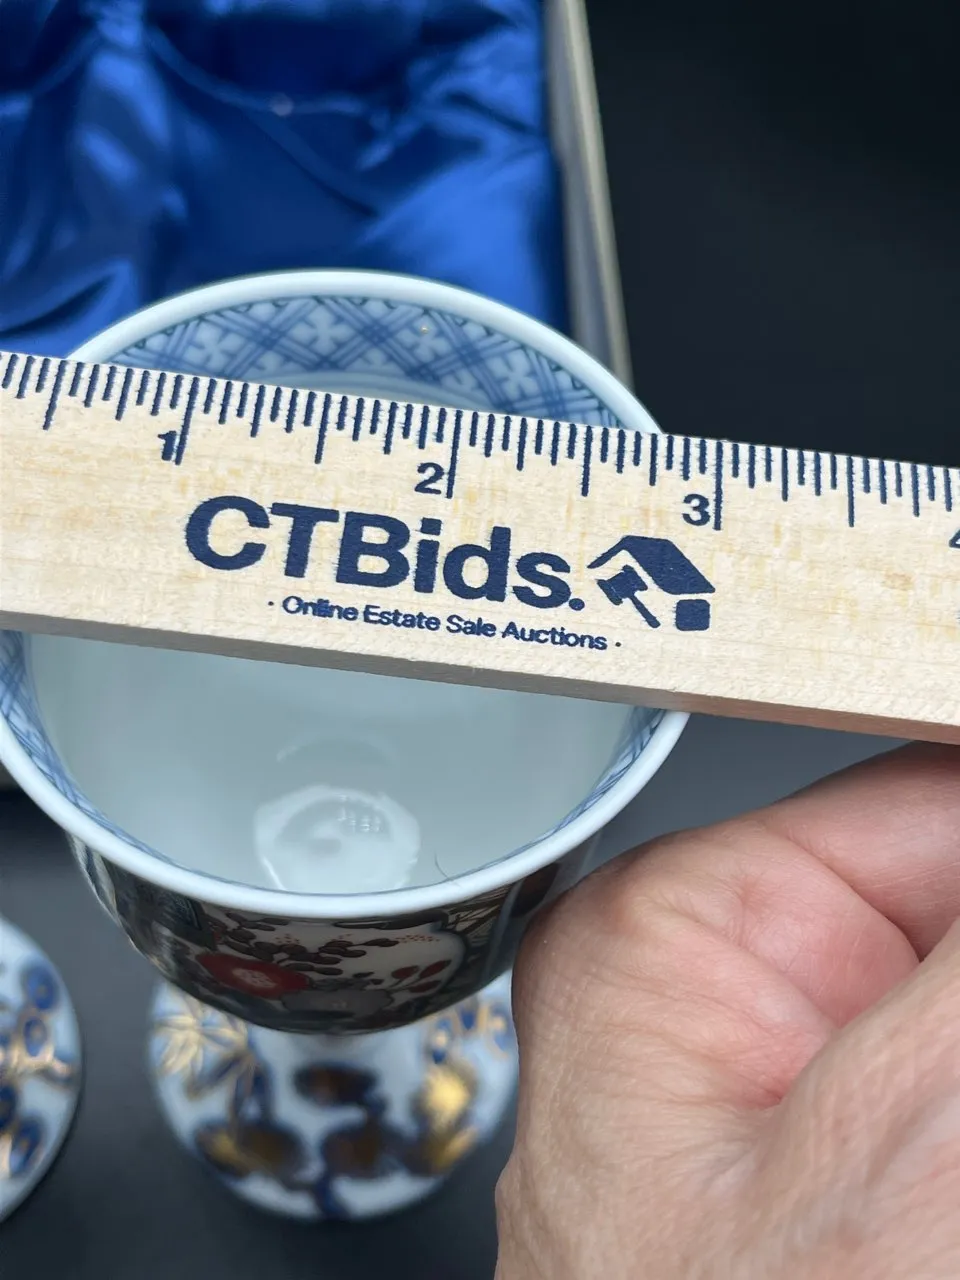 1 2 3
CTBids.
· Online Estate Sale Auctions ·